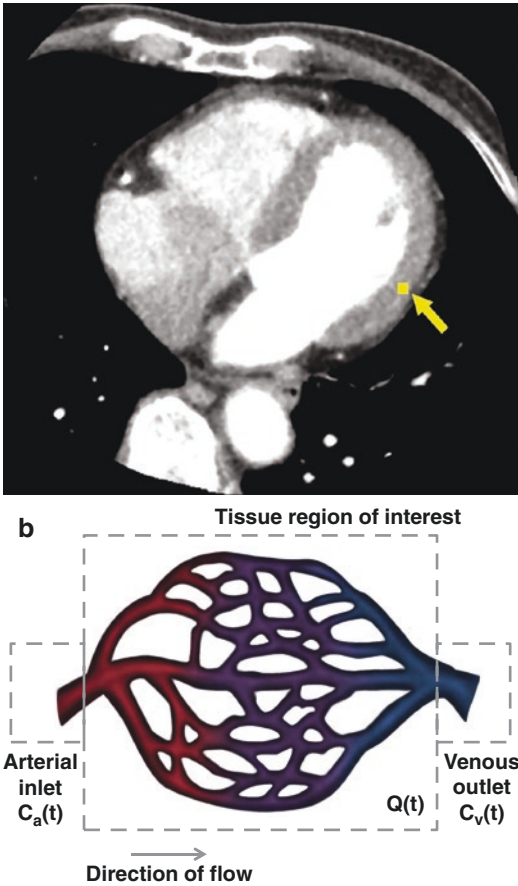 b
Tissue region of interest
Arterial
inlet
Cₐ(t)
Venous
outlet
Cᵥ(t)
Q(t)
Direction of flow